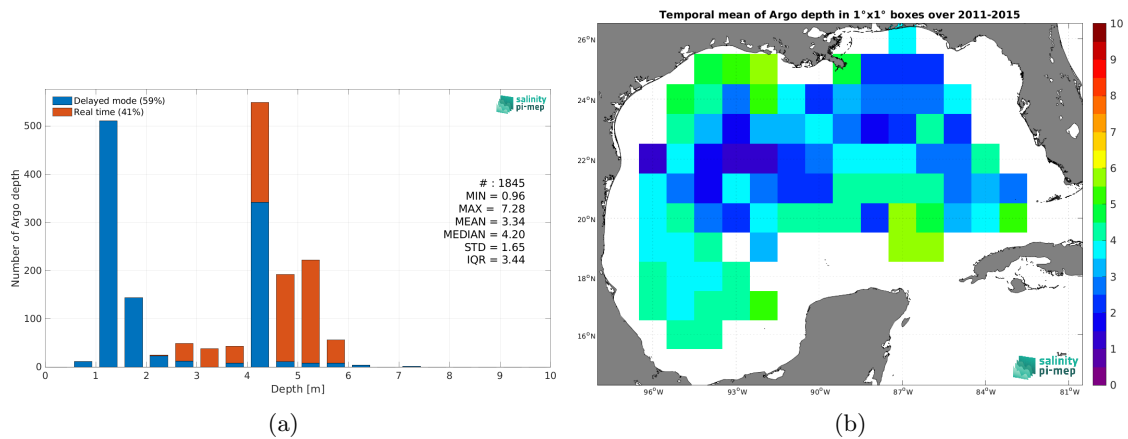 Temporal mean of Argo depth in 1°x1° boxes over 2011-2015
Delayed mode (59%)
Real time (41%)
salinity
pi-mep
# : 1845
MIN = 0.96
MAX = 7.28
MEAN = 3.34
MEDIAN = 4.20
STD = 1.65
IQR = 3.44
Number of Argo depth
500
400
300
200
100
0
0 1 2 3 4 5 6 7 8 9 10
Depth [m]
(a)
26°N
24°N
22°N
20°N
18°N
16°N
96°W 93°W 90°W 87°W 84°W 81°W
salinity
pi-mep
10
9
8
7
6
5
4
3
2
1
0
(b)